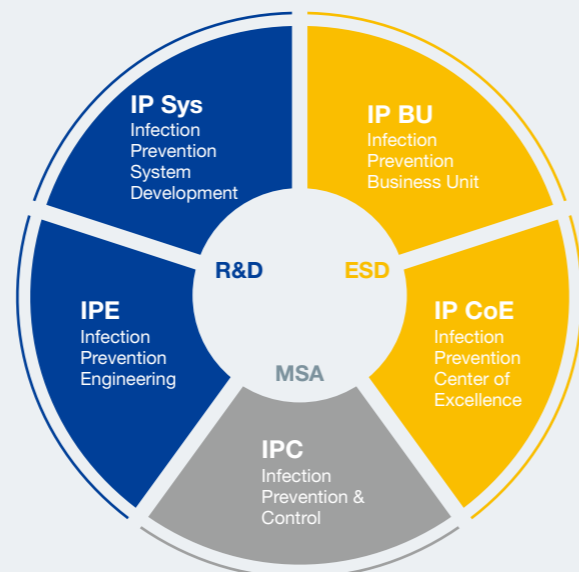 IP Sys
Infection
Prevention
System
Development
IP BU
Infection
Prevention
Business Unit
R&D
ESD
IPE
Infection
Prevention
Engineering
IP CoE
Infection
Prevention
Center of
Excellence
MSA
IPC
Infection
Prevention &
Control